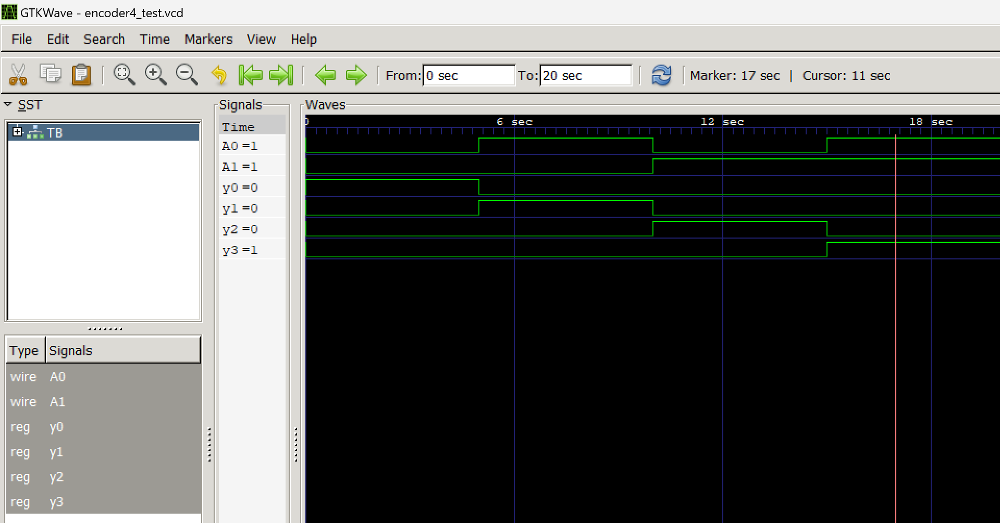 GTKWave - encoder4_test.vcd
File Edit Search Time Markers View Help
From: 0 sec To: 20 sec Marker: 17 sec | Cursor: 11 sec
SST
TB
Type Signals
wire A0
wire A1
reg y0
reg y1
reg y2
reg y3
Signals
Time
A0 =1
A1 =1
y0 =0
y1 =0
y2 =0
y3 =1
Waves
0 6 sec 12 sec 18 sec